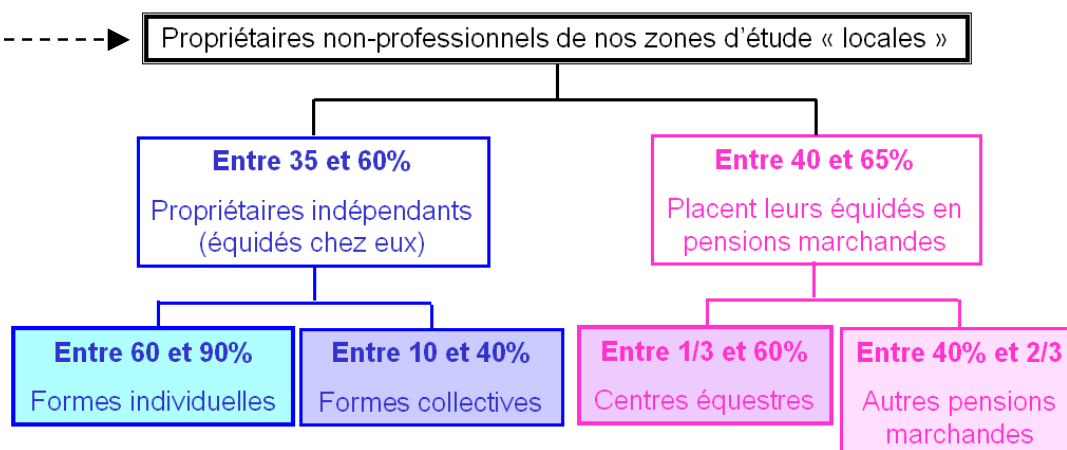 Propriétaires non-professionnels de nos zones d'étude « locales »
Entre 35 et 60%
Propriétaires indépendants
(équidés chez eux)
Entre 40 et 65%
Placent leurs équidés en
pensions marchandes
Entre 60 et 90%
Formes individuelles
Entre 10 et 40%
Formes collectives
Entre 1/3 et 60%
Centres équestres
Entre 40% et 2/3
Autres pensions
marchandes